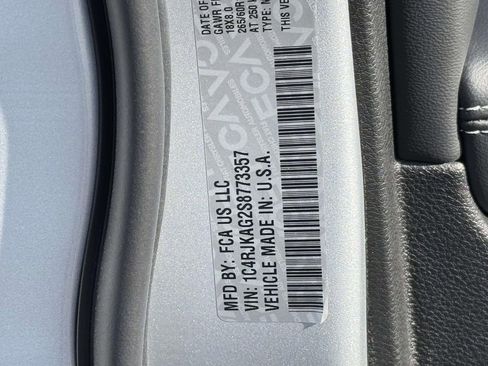 MFD BY: FCA US LLC
VIN: 1C4RJKAG2S8773357
VEHICLE MADE IN: U.S.A.
DATE OF
GAWR F
18X8.0
265/60R
AT 250
TYPE:
THIS VE